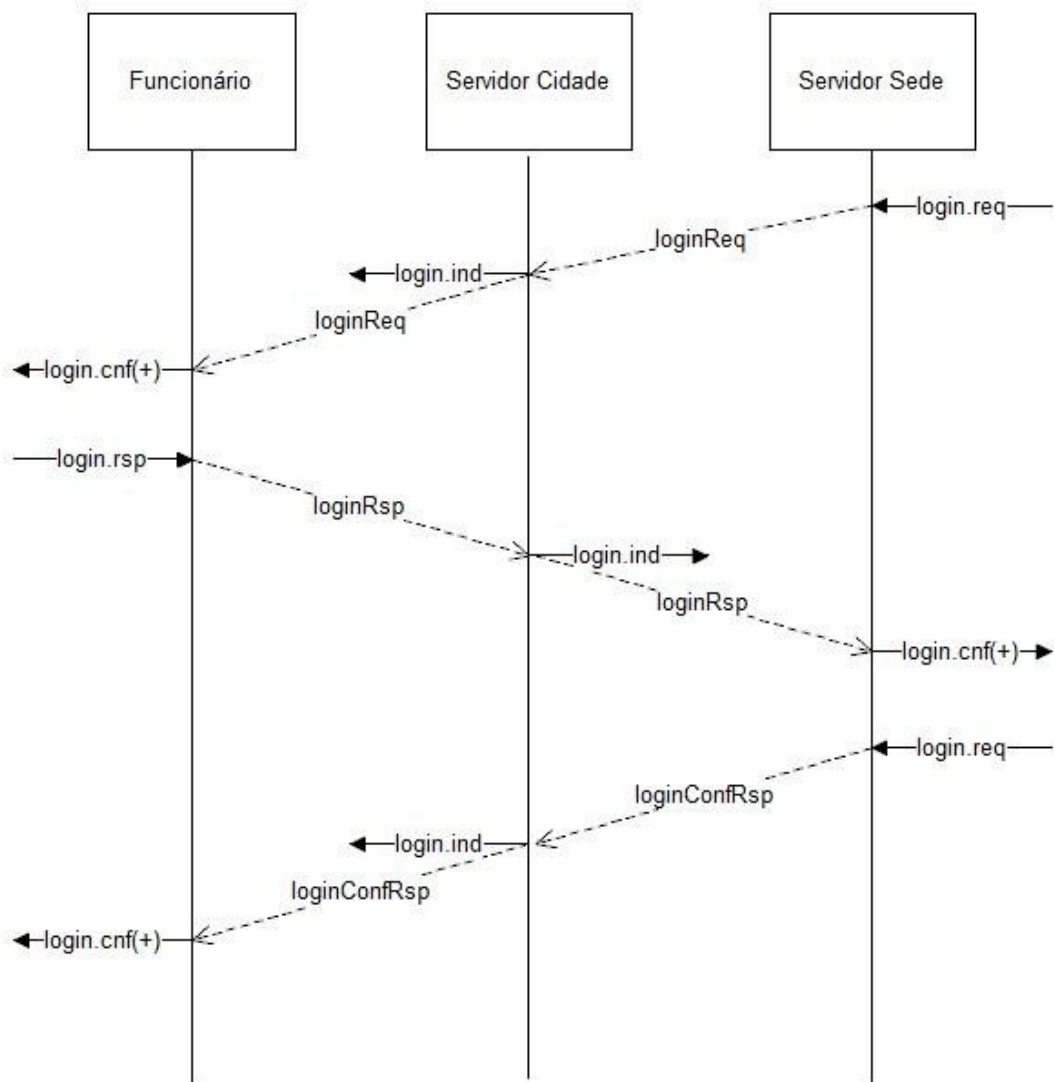 Funcionário
Servidor Cidade
Servidor Sede
login.req
loginReq
login.ind
loginReq
login.cnf(+)
login.rsp
loginRsp
login.ind
loginRsp
login.cnf(+)
login.req
loginConfRsp
login.ind
loginConfRsp
login.cnf(+)